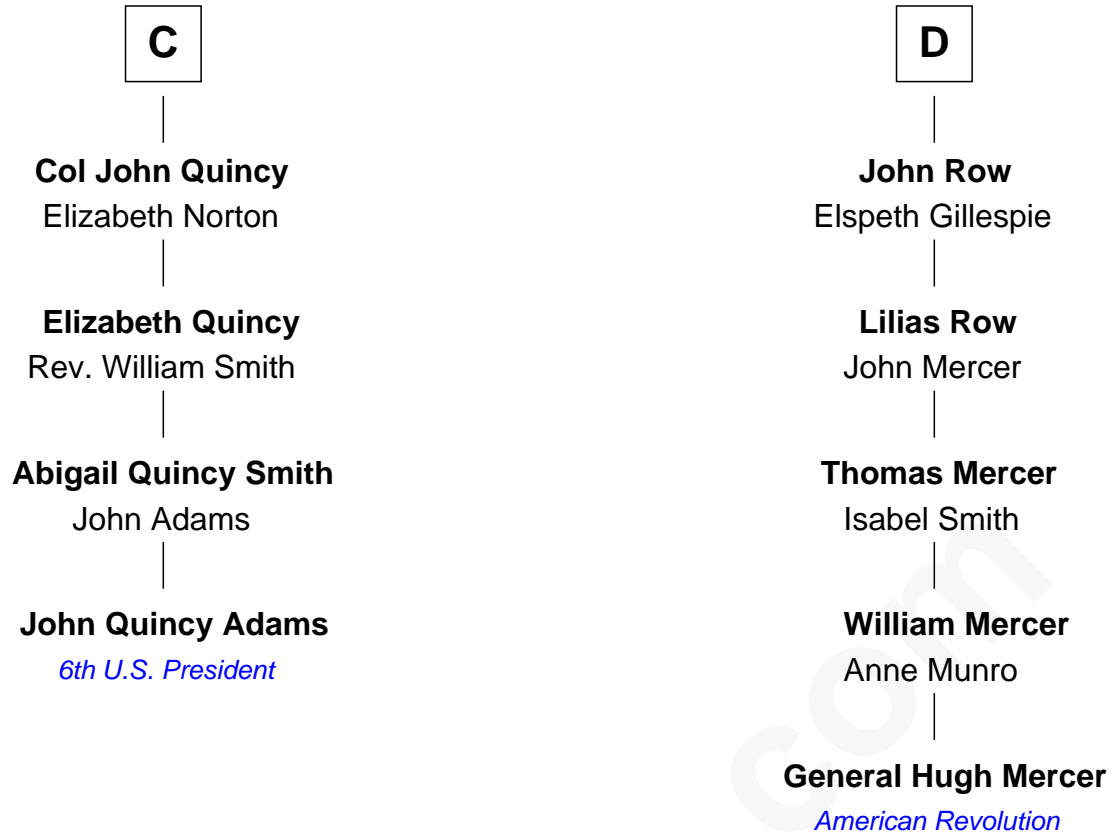 C
Col John Quincy
Elizabeth Norton
Elizabeth Quincy
Rev. William Smith
Abigail Quincy Smith
John Adams
John Quincy Adams
6th U.S. President
D
John Row
Elspeth Gillespie
Lilias Row
John Mercer
Thomas Mercer
Isabel Smith
William Mercer
Anne Munro
General Hugh Mercer
American Revolution
com